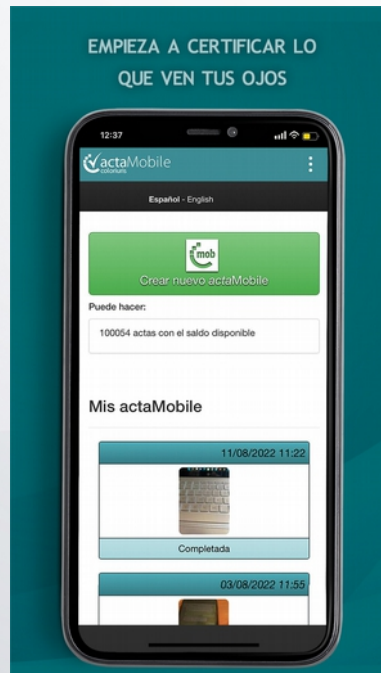 EMPIEZA A CERTIFICAR LO
QUE VEN TUS OJOS
12:37
actaMobile
coloriuris
Español - English
mob
Crear nuevo actaMobile
Puede hacer:
100054 actas con el saldo disponible
Mis actaMobile
11/08/2022 11:22
Completada
03/08/2022 11:55